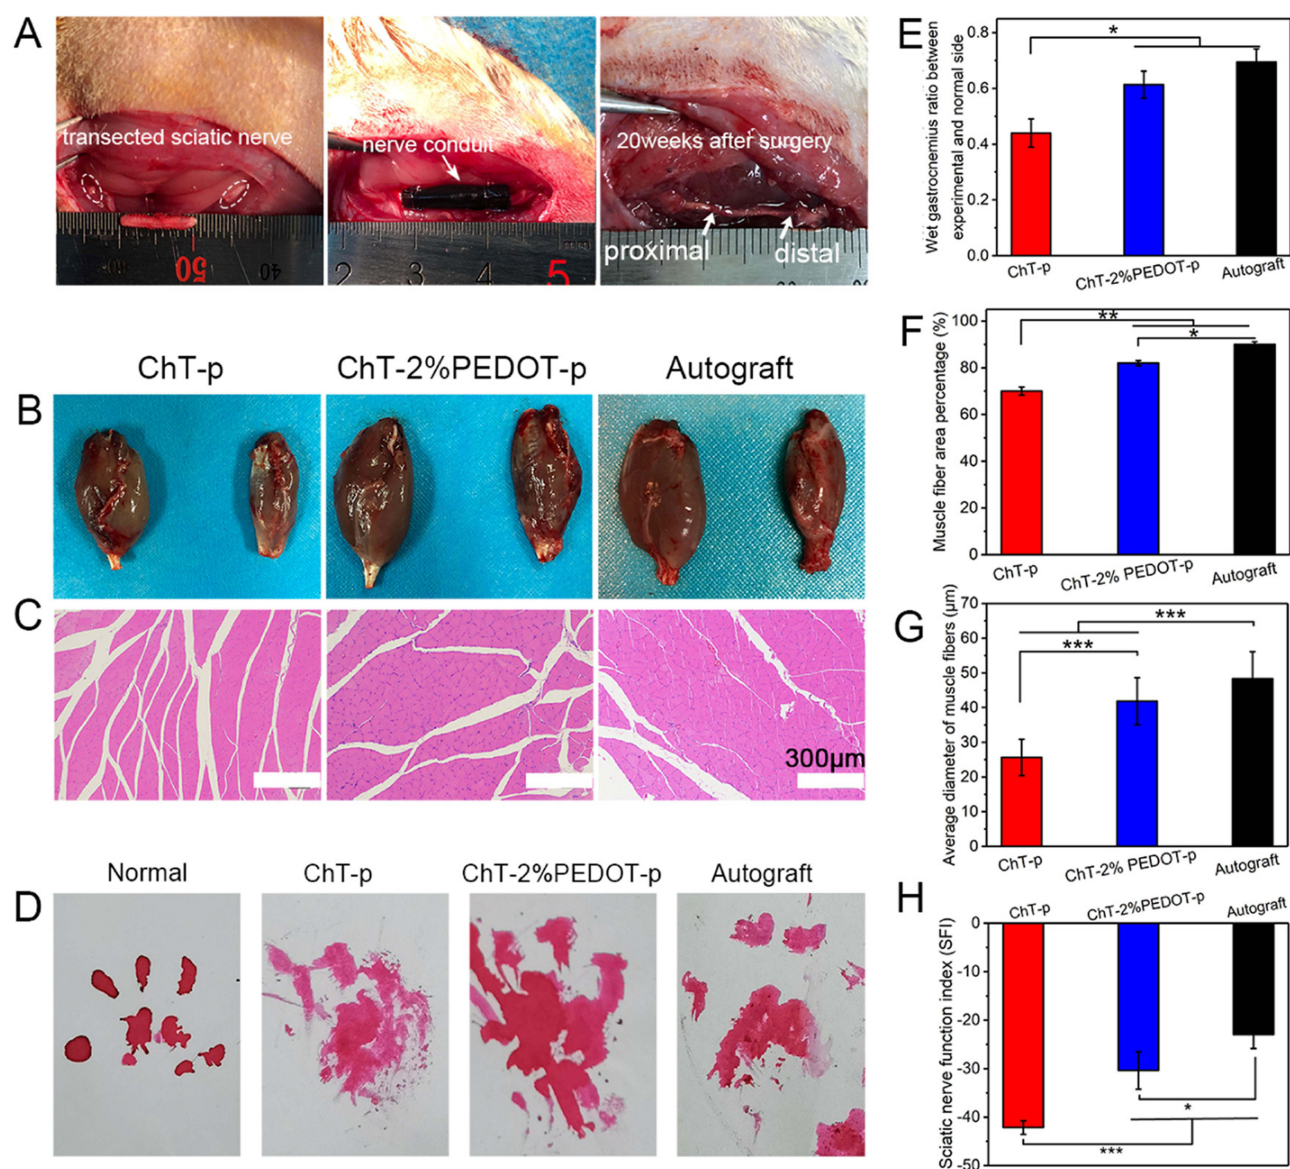 A
transected sciatic nerve
50
40
nerve conduit
2 3 4 5
mm
20weeks after surgery
proximal
distal
ChT-p ChT-2%PEDOT-p Autograft
B
C
300µm
Normal ChT-p ChT-2%PEDOT-p Autograft
D
E
Wet gastrocnemius ratio between
experimental and normal side
0.8
0.6
0.4
0.2
0.0
*
ChT-p ChT-2%PEDOT-p Autograft
F
Muscle fiber area percentage (%)
100
80
60
40
20
0
**
*
ChT-p ChT-2% PEDOT-p Autograft
G
Average diameter of muscle fibers (µm)
70
60
50
40
30
20
10
0
***
***
ChT-p ChT-2% PEDOT-p Autograft
H
Sciatic nerve function index (SFI)
ChT-p ChT-2%PEDOT-p Autograft
0
-10
-20
-30
-40
-50
*
***